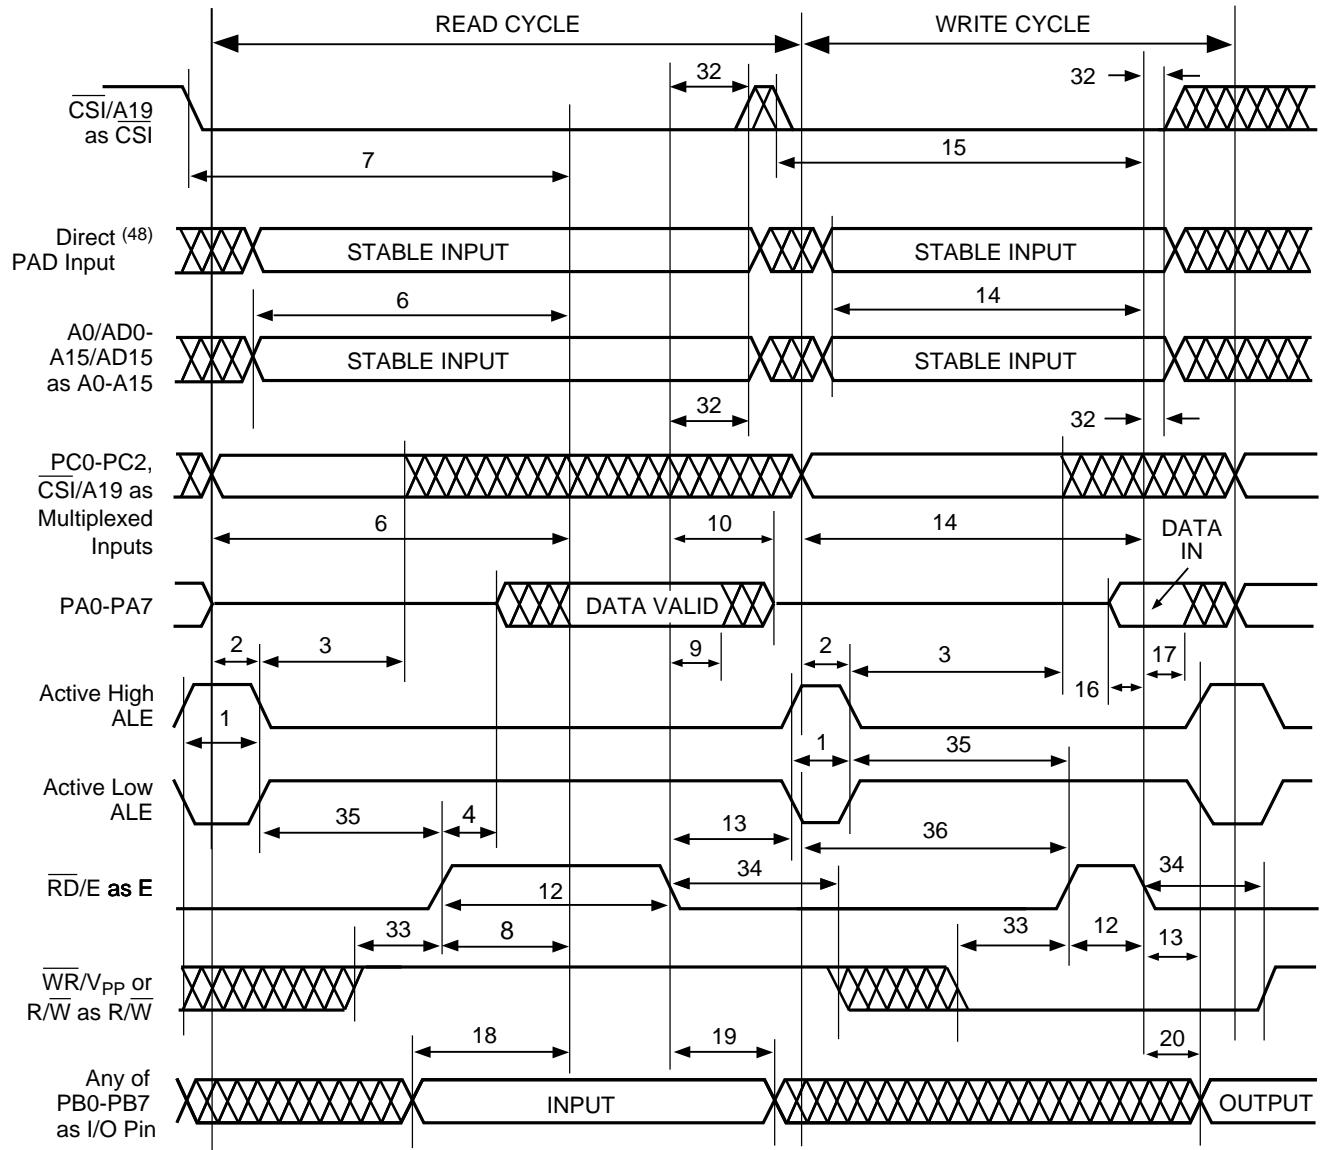 READ CYCLE
WRITE CYCLE
32
32
CSI/A19
as CSI
7
15
Direct (48)
PAD Input
STABLE INPUT
STABLE INPUT
6
14
A0/AD0-
A15/AD15
as A0-A15
STABLE INPUT
STABLE INPUT
32
32
PC0-PC2,
CSI/A19 as
Multiplexed
Inputs
6
10
14
DATA
IN
PA0-PA7
DATA VALID
2
3
9
2
3
16
17
Active High
ALE
1
1
35
Active Low
ALE
35
4
13
36
RD/E as E
12
34
34
33
8
33
12
13
WR/VPP or
R/W as R/W
18
19
20
Any of
PB0-PB7
as I/O Pin
INPUT
OUTPUT